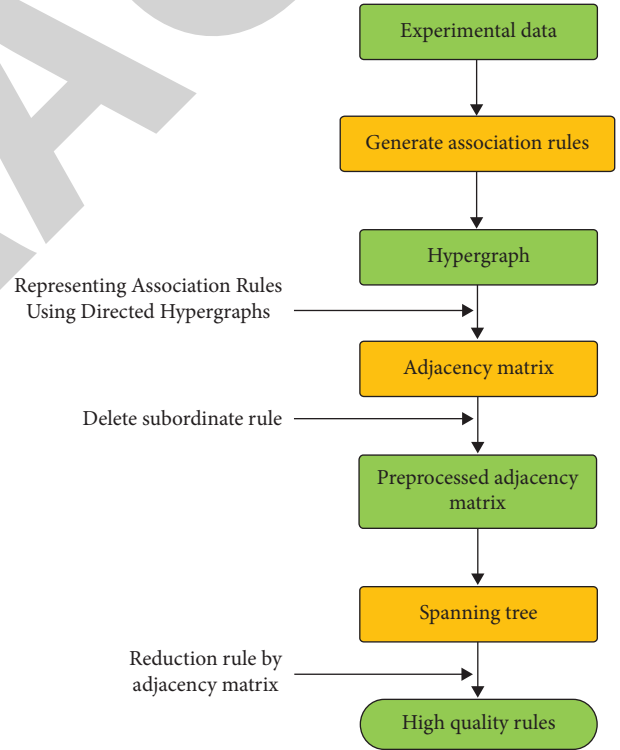 Experimental data
Generate association rules
Hypergraph
Representing Association Rules
Using Directed Hypergraphs
Adjacency matrix
Delete subordinate rule
Preprocessed adjacency
matrix
Spanning tree
Reduction rule by
adjacency matrix
High quality rules